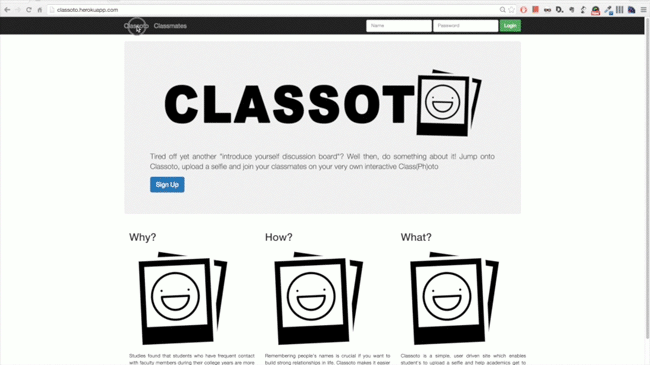 classoto.herokuapp.com
Classoto Classmates Name Password Log In
CLASSOT
Tired off yet another "introduce yourself discussion board"? Well then, do something about it! Jump onto
Classoto, upload a selfie and join your classmates on your very own interactive Class(Ph)oto
Sign Up
Why? How? What?
Studies found that students who have frequent contact
with faculty members during their college years are more
Remembering people's names is crucial if you want to
build strong relationships in life. Classoto makes it easier
Classoto is a simple, user driven site which enables
student's to upload a selfie and help academics get to